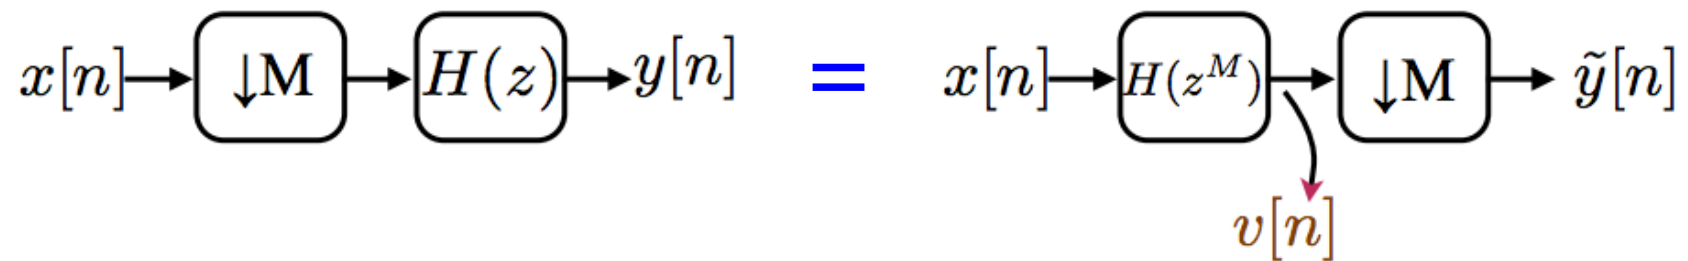 x[n] ↓M H(z) y[n] = x[n] H(z^M) ↓M ỹ[n]
v[n]